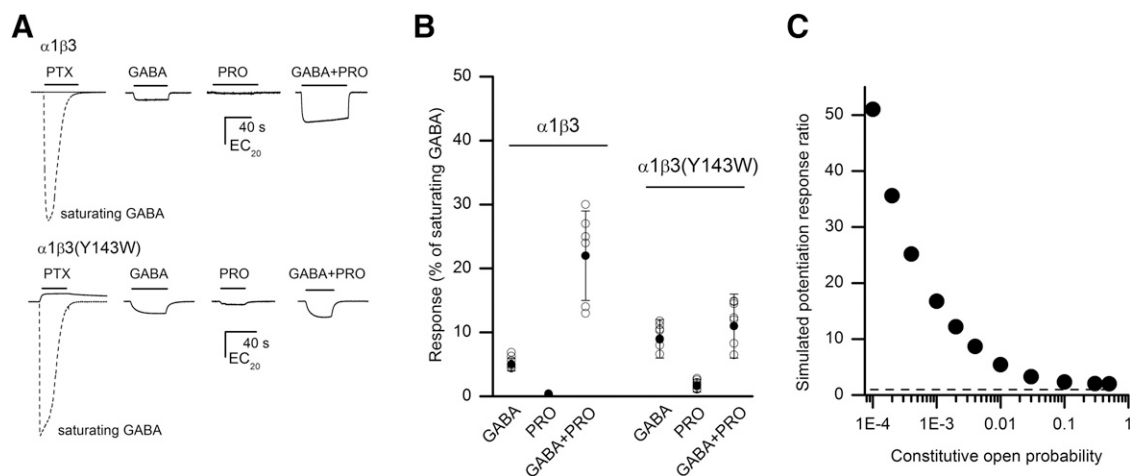 A
α1β3
PTX GABA PRO GABA+PRO
40 s
EC20
saturating GABA
α1β3(Y143W)
PTX GABA PRO GABA+PRO
40 s
EC20
saturating GABA
B
Response (% of saturating GABA)
50
40
30
20
10
0
α1β3
α1β3(Y143W)
GABA PRO GABA+PRO GABA PRO GABA+PRO
C
Simulated potentiation response ratio
50
40
30
20
10
0
1E-4 1E-3 0.01 0.1 1
Constitutive open probability